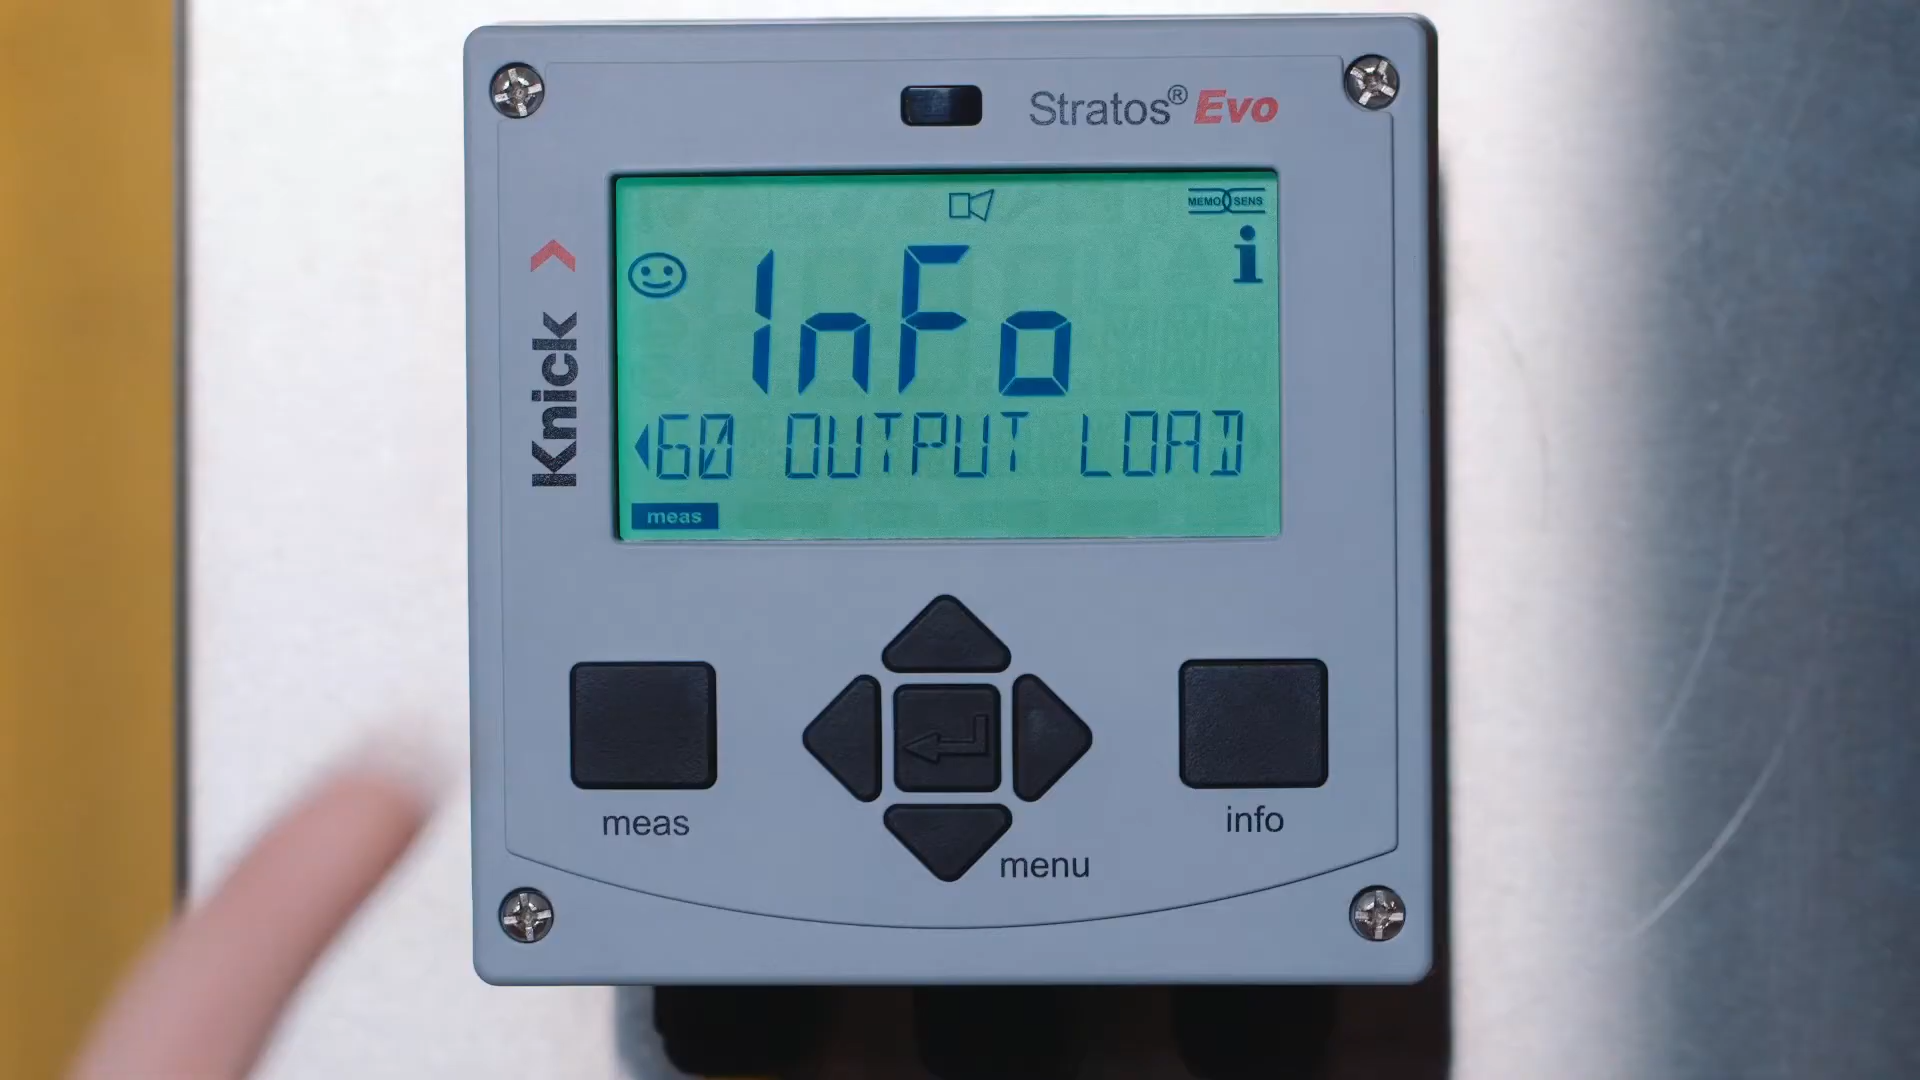 Stratos® Evo
Knick >
MEMO SENS
i
InFo
60 OUTPUT LOAD
meas
meas
menu
info